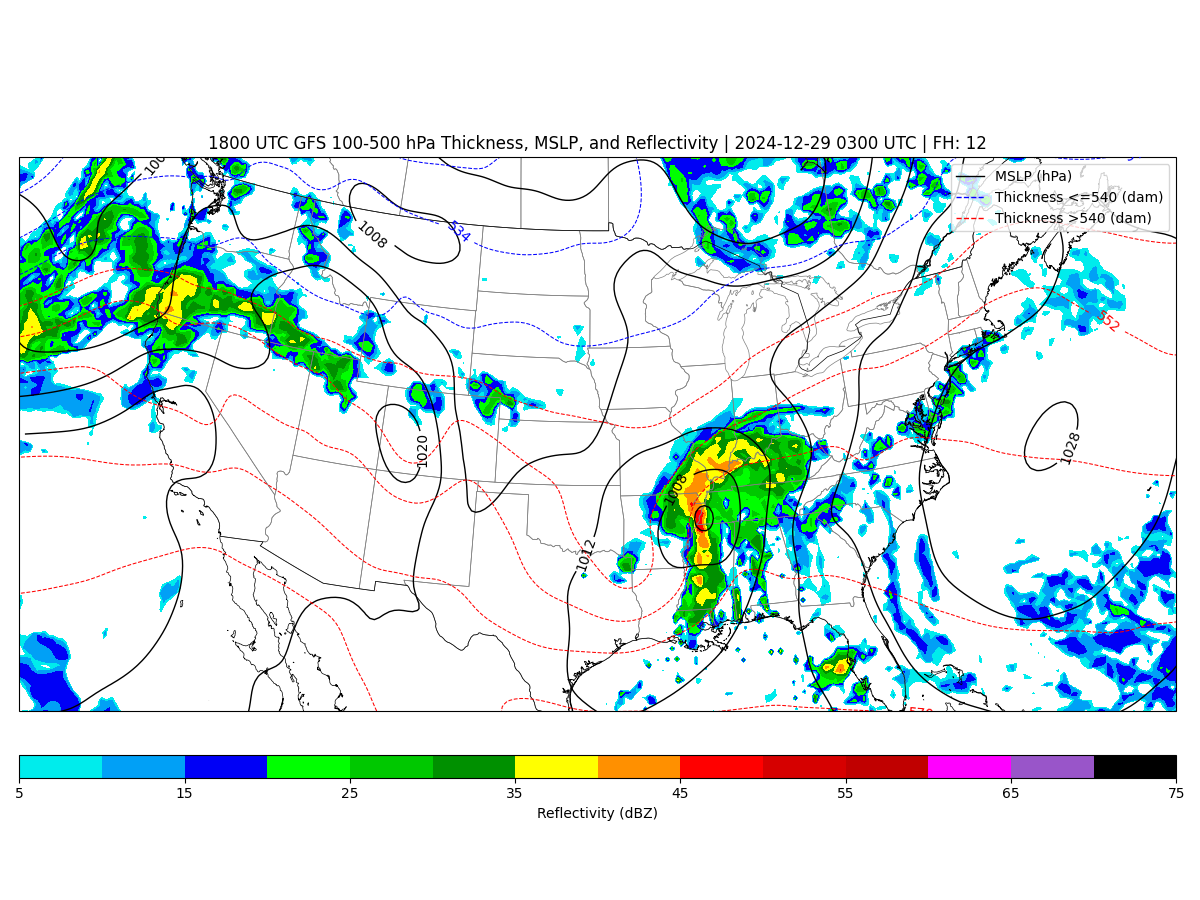 1800 UTC GFS 100-500 hPa Thickness, MSLP, and Reflectivity | 2024-12-29 0300 UTC | FH: 12
MSLP (hPa)
Thickness <=540 (dam)
Thickness >540 (dam)
1008
534
552
1020
1028
1008
1012
5 15 25 35 45 55 65 75
Reflectivity (dBZ)